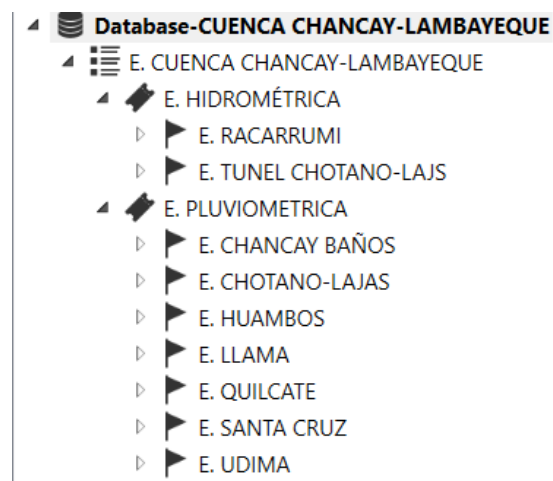 Database-CUENCA CHANCAY-LAMBAYEQUE
E. CUENCA CHANCAY-LAMBAYEQUE
E. HIDROMÉTRICA
E. RACARRUMI
E. TUNEL CHOTANO-LAJS
E. PLUVIOMETRICA
E. CHANCAY BAÑOS
E. CHOTANO-LAJAS
E. HUAMBOS
E. LLAMA
E. QUILCATE
E. SANTA CRUZ
E. UDIMA